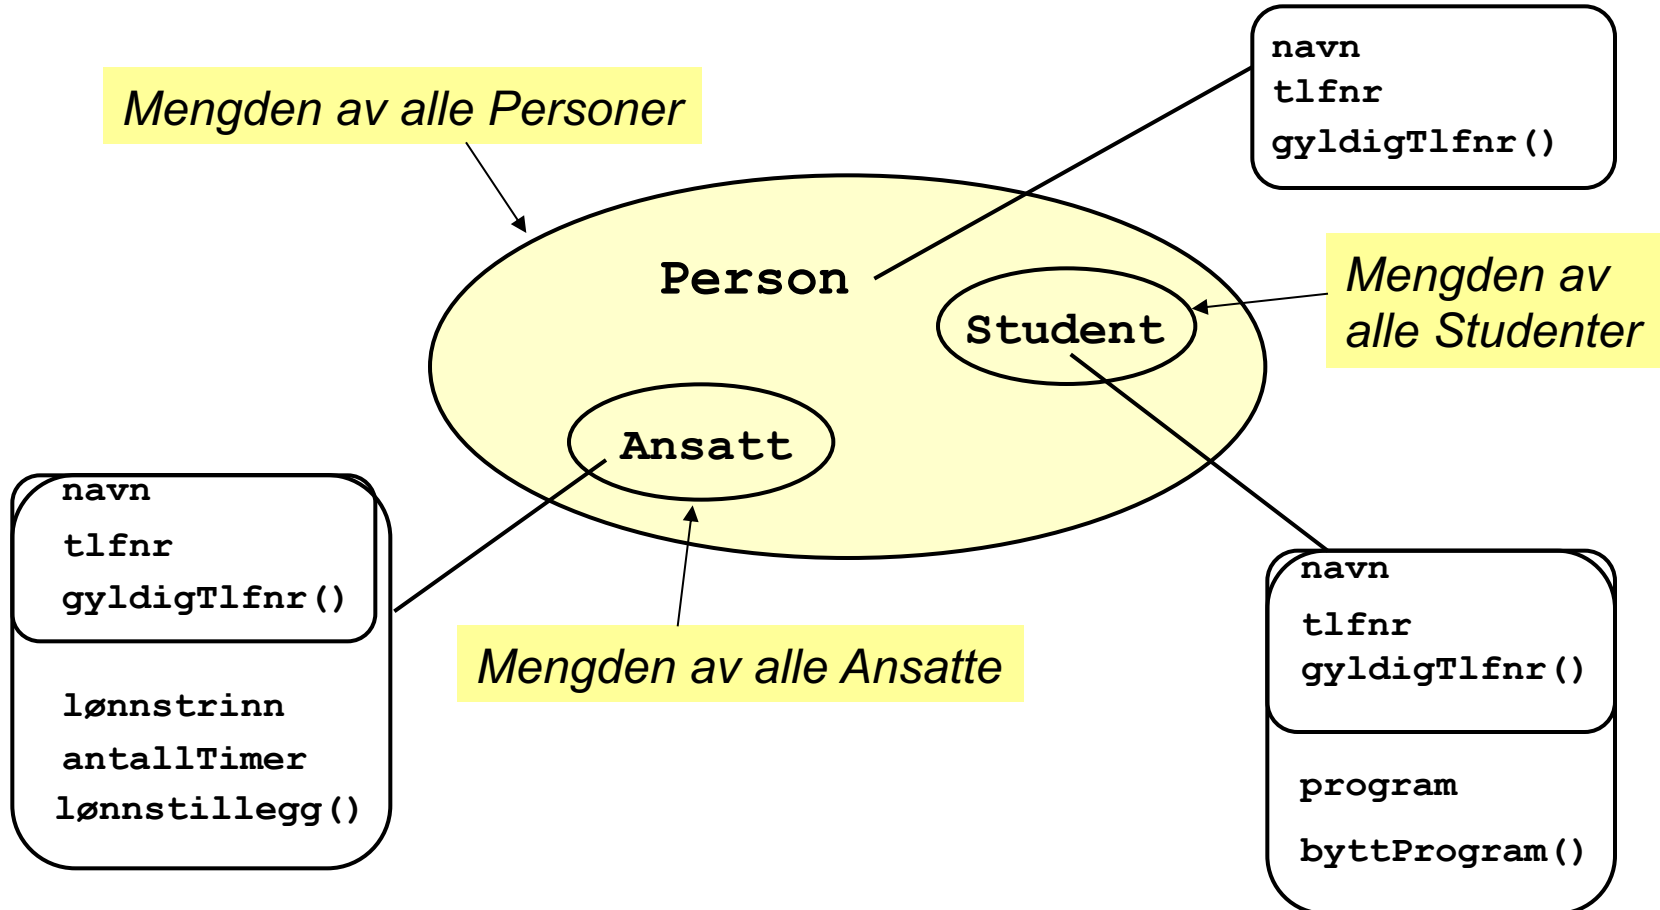 navn
tlfnr
gyldigTlfnr()
Mengden av alle Personer
Person
Mengden av
alle Studenter
Student
Ansatt
navn
tlfnr
gyldigTlfnr()
lønnstrinn
antallTimer
lønnstillegg()
Mengden av alle Ansatte
navn
tlfnr
gyldigTlfnr()
program
byttProgram()